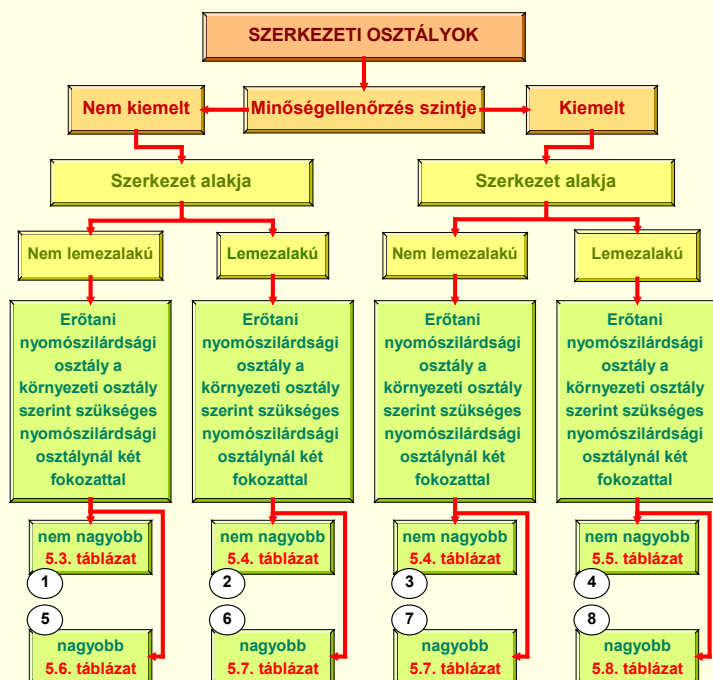 SZERKEZETI OSZTÁLYOK
Nem kiemelt
Minőségellenőrzés szintje
Kiemelt
Szerkezet alakja
Szerkezet alakja
Nem lemezalakú
Lemezalakú
Nem lemezalakú
Lemezalakú
Erőtani
nyomószilárdsági
osztály a
környezeti osztály
szerint szükséges
nyomószilárdsági
osztálynál két
fokozattal
Erőtani
nyomószilárdsági
osztály a
környezeti osztály
szerint szükséges
nyomószilárdsági
osztálynál két
fokozattal
Erőtani
nyomószilárdsági
osztály a
környezeti osztály
szerint szükséges
nyomószilárdsági
osztálynál két
fokozattal
Erőtani
nyomószilárdsági
osztály a
környezeti osztály
szerint szükséges
nyomószilárdsági
osztálynál két
fokozattal
nem nagyobb
5.3. táblázat
1
nem nagyobb
5.4. táblázat
2
nem nagyobb
5.4. táblázat
3
nem nagyobb
5.5. táblázat
4
5
nagyobb
5.6. táblázat
6
nagyobb
5.7. táblázat
7
nagyobb
5.7. táblázat
8
nagyobb
5.8. táblázat